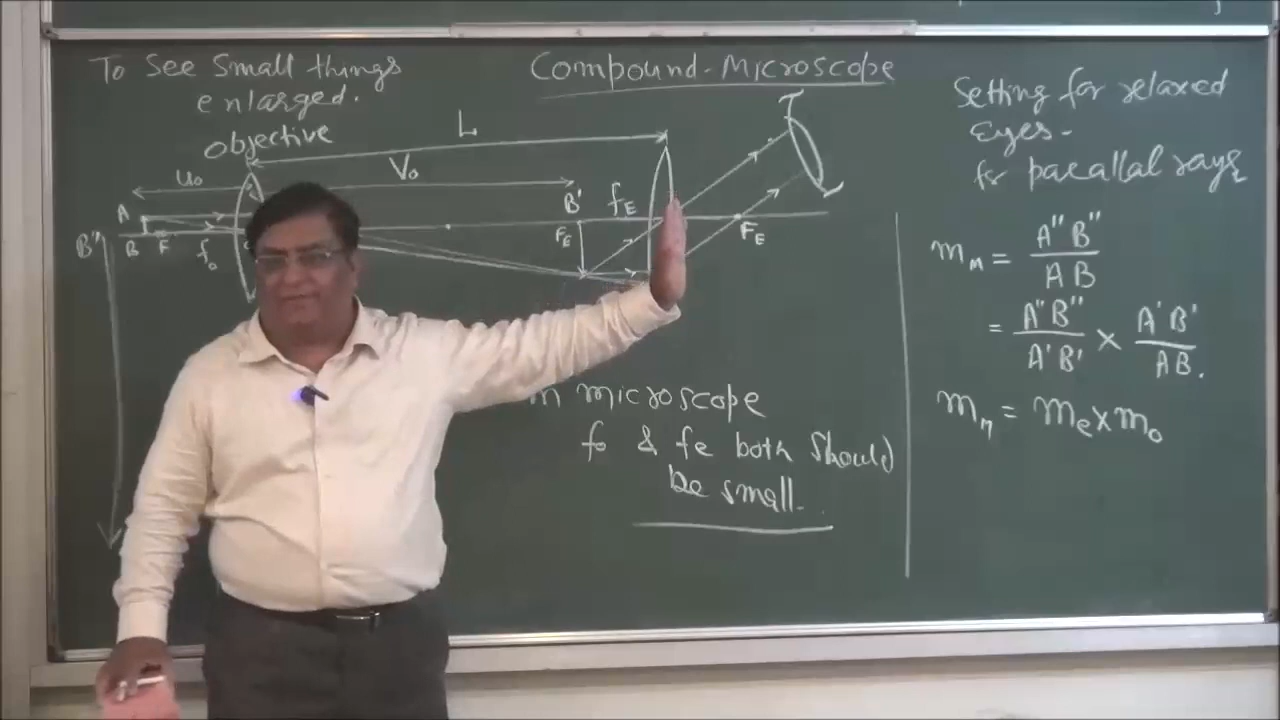 To See Small things
enlarged.
Compound-Microscope
Setting for relaxed
Eyes-
for parallal rays
objective
L
u₀
V₀
A
B
F
f₀
B'
F_E
f_E
F_E
B"
m_M = A"B" / AB
= A"B" / A'B' × A'B' / AB.
m_M = m_e × m_o
microscope
f₀ & fe both should
be small.